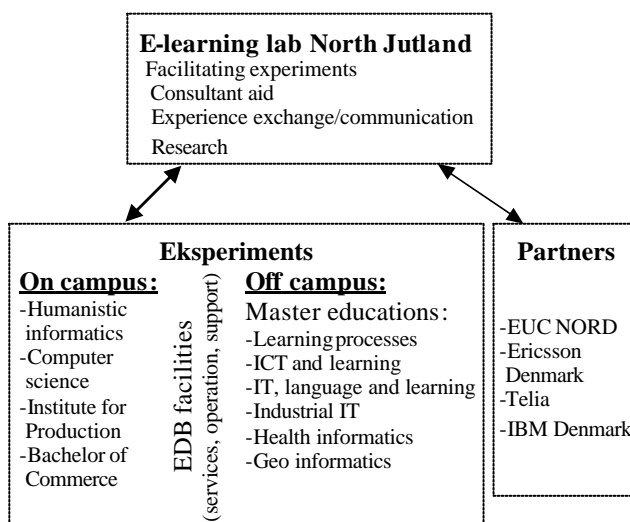 E-learning lab North Jutland
Facilitating experiments
Consultant aid
Experience exchange/communication
Research
Eksperiments
On campus:
-Humanistic
informatics
-Computer
science
-Institute for
Production
-Bachelor of
Commerce
EDB facilities
(services, operation, support)
Off campus:
Master educations:
-Learning processes
-ICT and learning
-IT, language and learning
-Industrial IT
-Health informatics
-Geo informatics
Partners
-EUC NORD
-Ericsson
Denmark
-Telia
-IBM Denmark